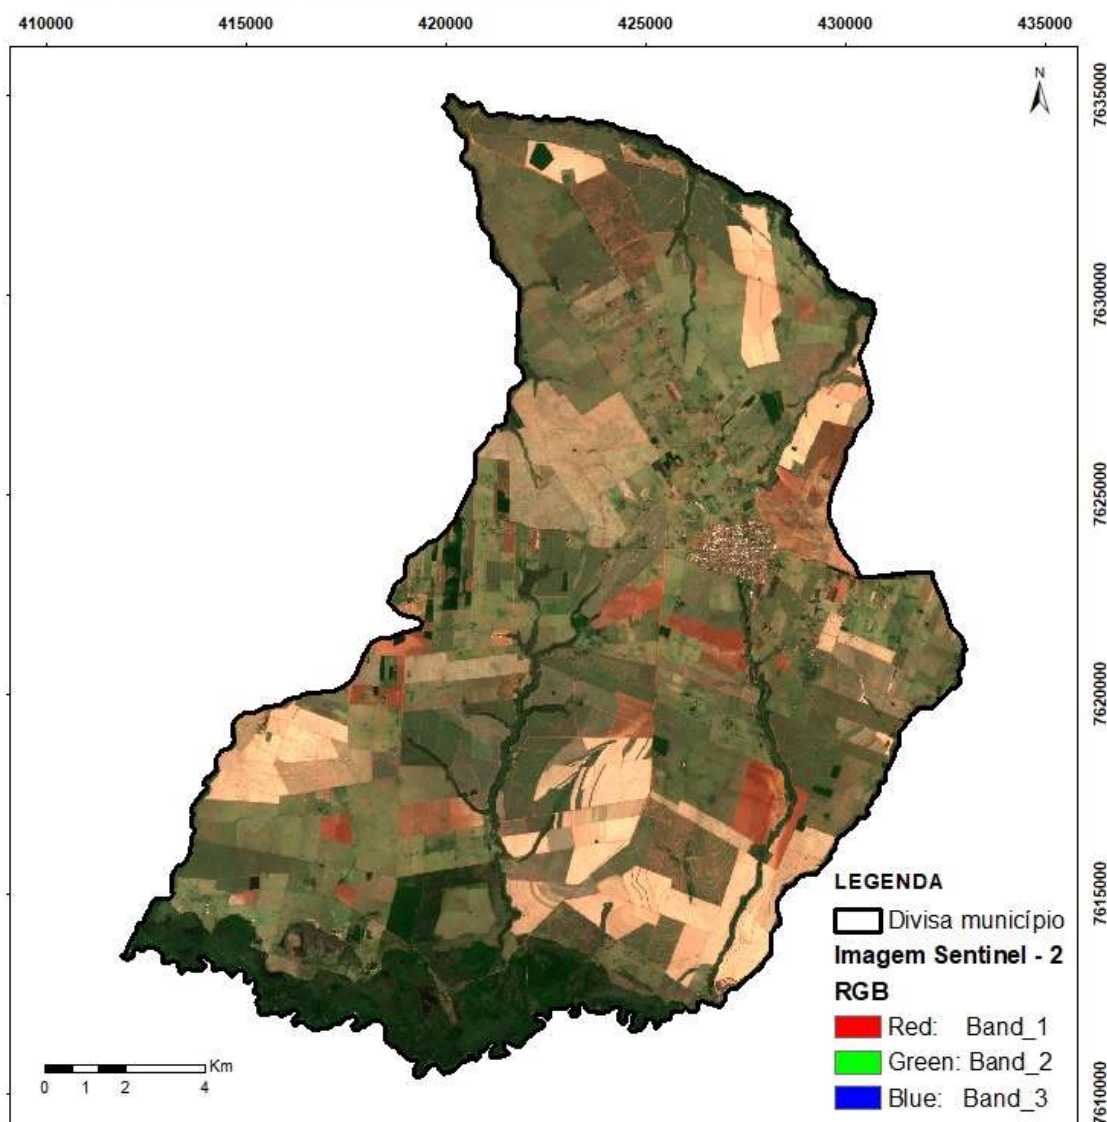 410000 415000 420000 425000 430000 435000
N
7635000
7630000
7625000
7620000
7615000
7610000
LEGENDA
Divisa município
Imagem Sentinel - 2
RGB
Red: Band_1
Green: Band_2
Blue: Band_3
Km
0 1 2 4